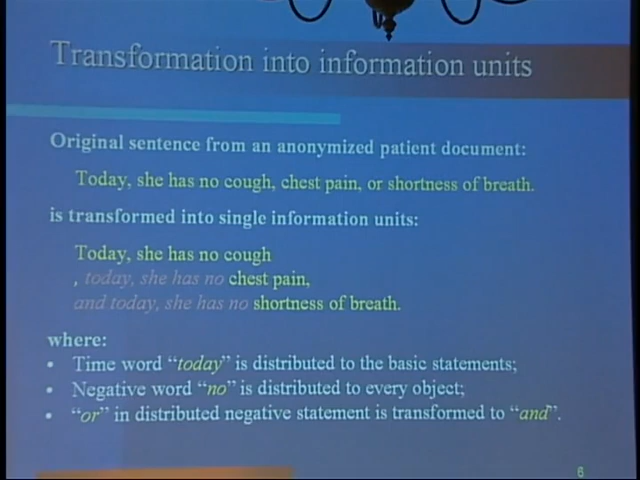 Transformation into information units
Original sentence from an anonymized patient document:
Today, she has no cough, chest pain, or shortness of breath.
is transformed into single information units:
Today, she has no cough
, today, she has no chest pain,
and today, she has no shortness of breath.
where:
• Time word “today” is distributed to the basic statements;
• Negative word “no” is distributed to every object;
• “or” in distributed negative statement is transformed to “and”.
6